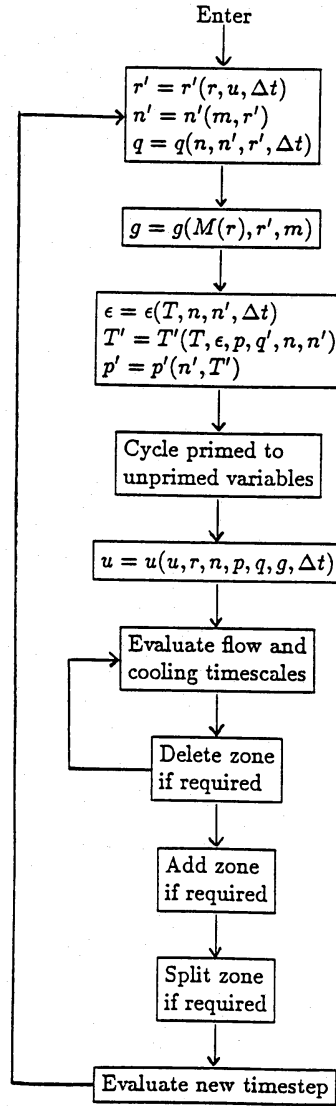 Enter
r′ = r′(r, u, Δt)
n′ = n′(m, r′)
q = q(n, n′, r′, Δt)
g = g(M(r), r′, m)
ϵ = ϵ(T, n, n′, Δt)
T′ = T′(T, ϵ, p, q′, n, n′)
p′ = p′(n′, T′)
Cycle primed to
unprimed variables
u = u(u, r, n, p, q, g, Δt)
Evaluate flow and
cooling timescales
Delete zone
if required
Add zone
if required
Split zone
if required
Evaluate new timestep